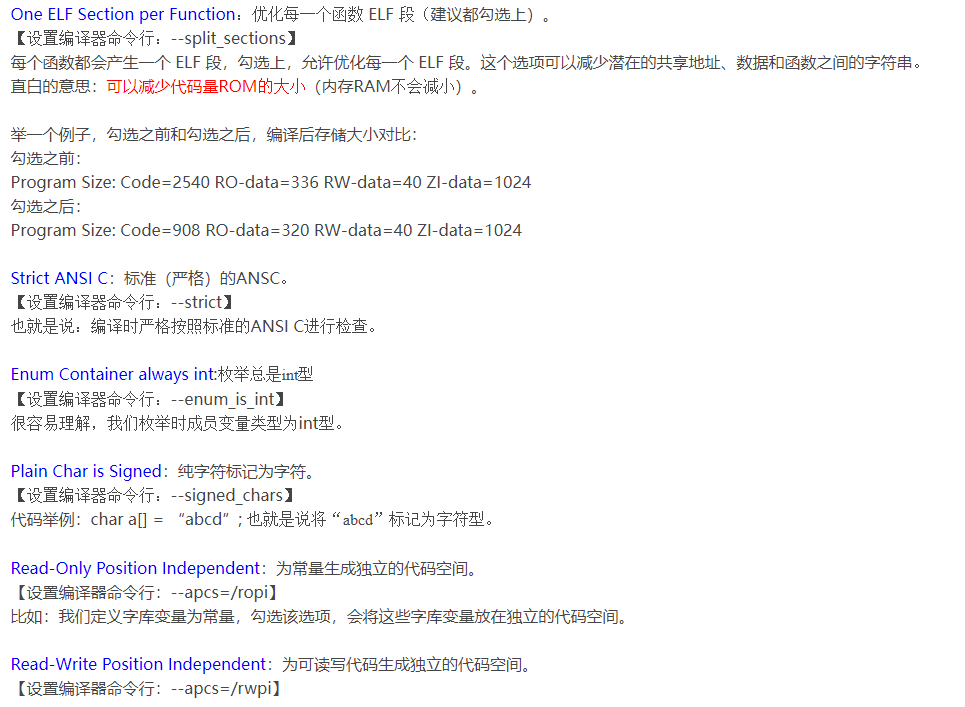 One ELF Section per Function：优化每一个函数 ELF 段（建议都勾选上）。
【设置编译器命令行：--split_sections】
每个函数都会产生一个 ELF 段，勾选上，允许优化每一个 ELF 段。这个选项可以减少潜在的共享地址、数据和函数之间的字符串。
直白的意思：可以减少代码量ROM的大小（内存RAM不会减小）。
举一个例子，勾选之前和勾选之后，编译后存储大小对比：
勾选之前：
Program Size: Code=2540 RO-data=336 RW-data=40 ZI-data=1024
勾选之后：
Program Size: Code=908 RO-data=320 RW-data=40 ZI-data=1024
Strict ANSI C：标准（严格）的ANSC。
【设置编译器命令行：--strict】
也就是说：编译时严格按照标准的ANSI C进行检查。
Enum Container always int:枚举总是int型
【设置编译器命令行：--enum_is_int】
很容易理解，我们枚举时成员变量类型为int型。
Plain Char is Signed：纯字符标记为字符。
【设置编译器命令行：--signed_chars】
代码举例：char a[] = “abcd”; 也就是说将“abcd”标记为字符型。
Read-Only Position Independent：为常量生成独立的代码空间。
【设置编译器命令行：--apcs=/ropi】
比如：我们定义字库变量为常量，勾选该选项，会将这些字库变量放在独立的代码空间。
Read-Write Position Independent：为可读写代码生成独立的代码空间。
【设置编译器命令行：--apcs=/rwpi】